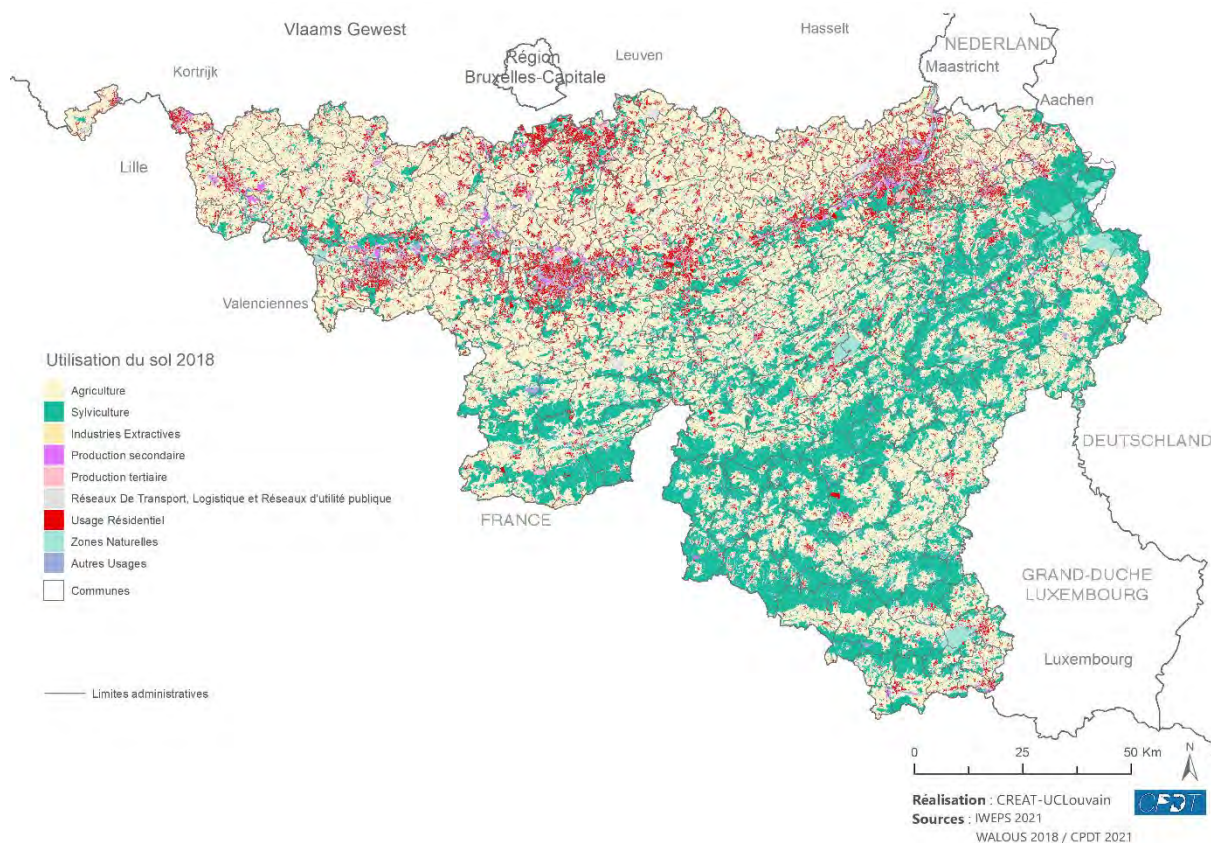 Vlaams Gewest
Hasselt
NEDERLAND
Kortrijk
Région
Bruxelles-Capitale
Leuven
Maastricht
Aachen
Lille
Valenciennes
Utilisation du sol 2018
Agriculture
Sylviculture
Industries Extractives
Production secondaire
Production tertiaire
Réseaux De Transport, Logistique et Réseaux d'utilité publique
Usage Résidentiel
Zones Naturelles
Autres Usages
Communes
Limites administratives
DEUTSCHLAND
FRANCE
GRAND-DUCHE
LUXEMBOURG
Luxembourg
0 25 50 Km
N
Réalisation : CREAT-UCLouvain
CPDT
Sources : IWEPS 2021
WALOUS 2018 / CPDT 2021